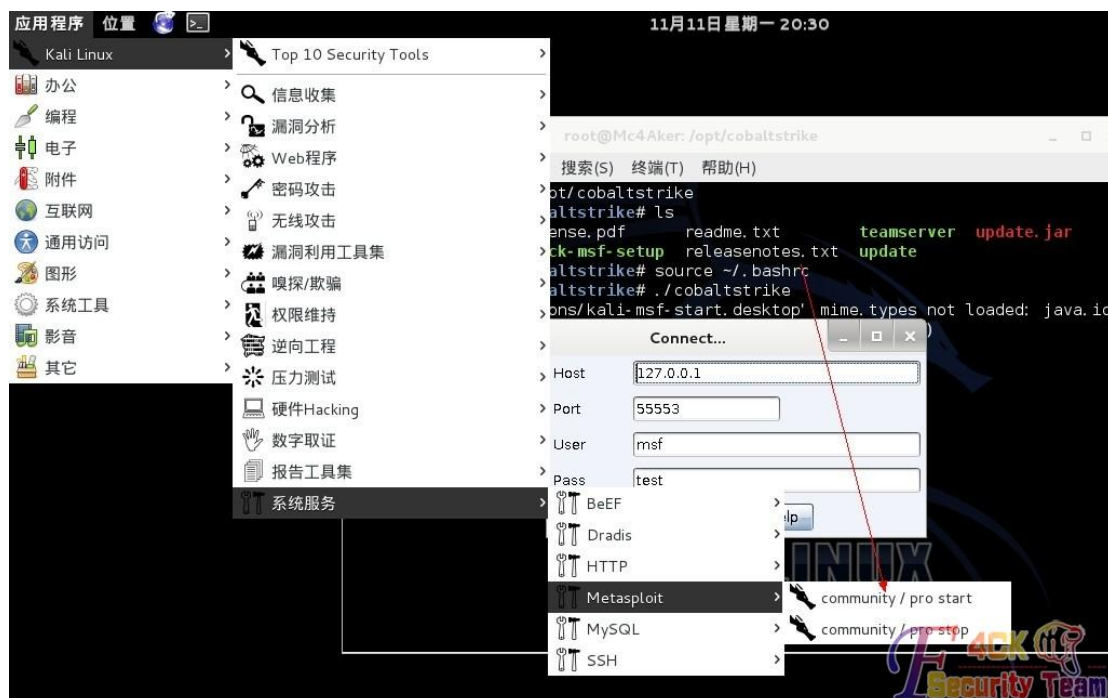 应用程序 位置
11月11日星期一 20:30
Kali Linux
办公
编程
电子
附件
互联网
通用访问
图形
系统工具
影音
其它
Top 10 Security Tools
信息收集
漏洞分析
Web程序
密码攻击
无线攻击
漏洞利用工具集
嗅探/欺骗
权限维持
逆向工程
压力测试
硬件Hacking
数字取证
报告工具集
系统服务
root@Mc4Aker: /opt/cobaltstrike
搜索(S) 终端(T) 帮助(H)
pt/cobaltstrike
altstrike# ls
ense.pdf readme.txt teamserver update.jar
ck-msf-setup releasenotes.txt update
altstrike# source ~/.bashrc
altstrike# ./cobaltstrike
ons/kali-msf-start.desktop' mime.types not loaded: java.io
)
Connect...
Host 127.0.0.1
Port 55553
User msf
Pass test
lp
BeEF
Dradis
HTTP
Metasploit
MySQL
SSH
community / pro start
community / pro stop
LINUX
F4CK
Security Team